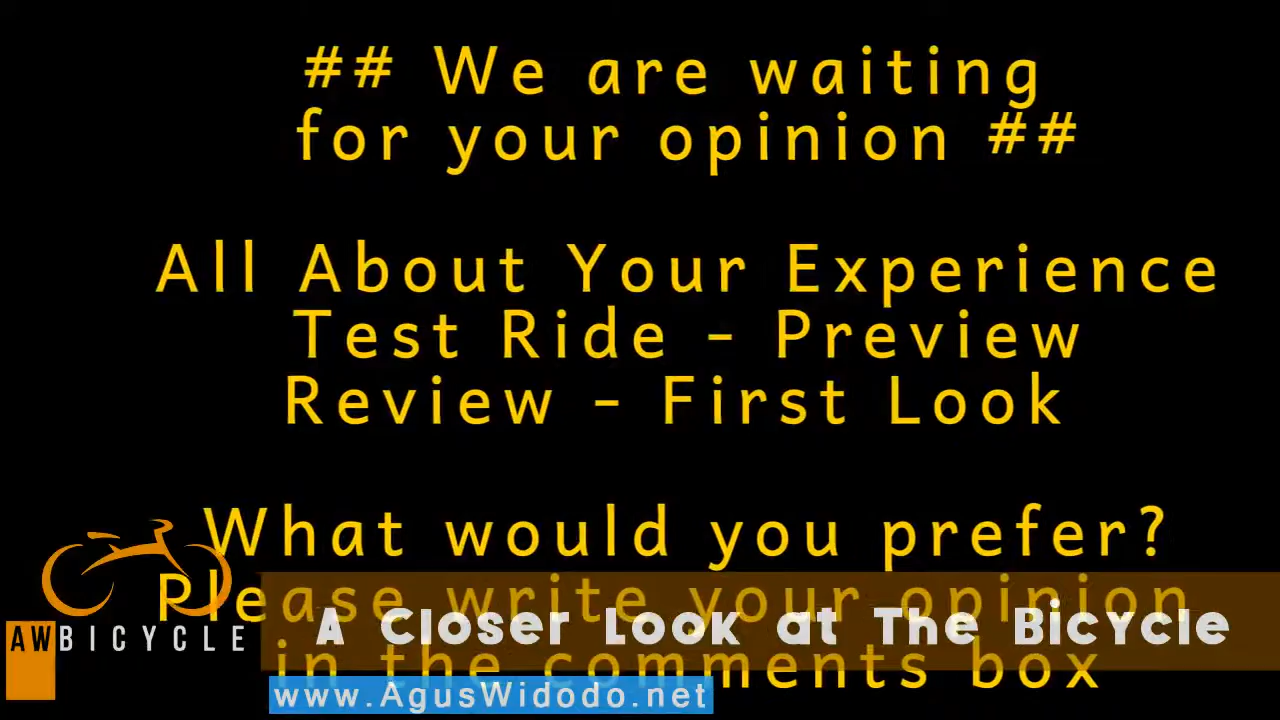 ## We are waiting
for your opinion ##
All About Your Experience
Test Ride - Preview
Review - First Look
What would you prefer?
Please write your opinion
in the comments box
AWBICYCLE
A Closer Look at The Bicycle
www.AgusWidodo.net